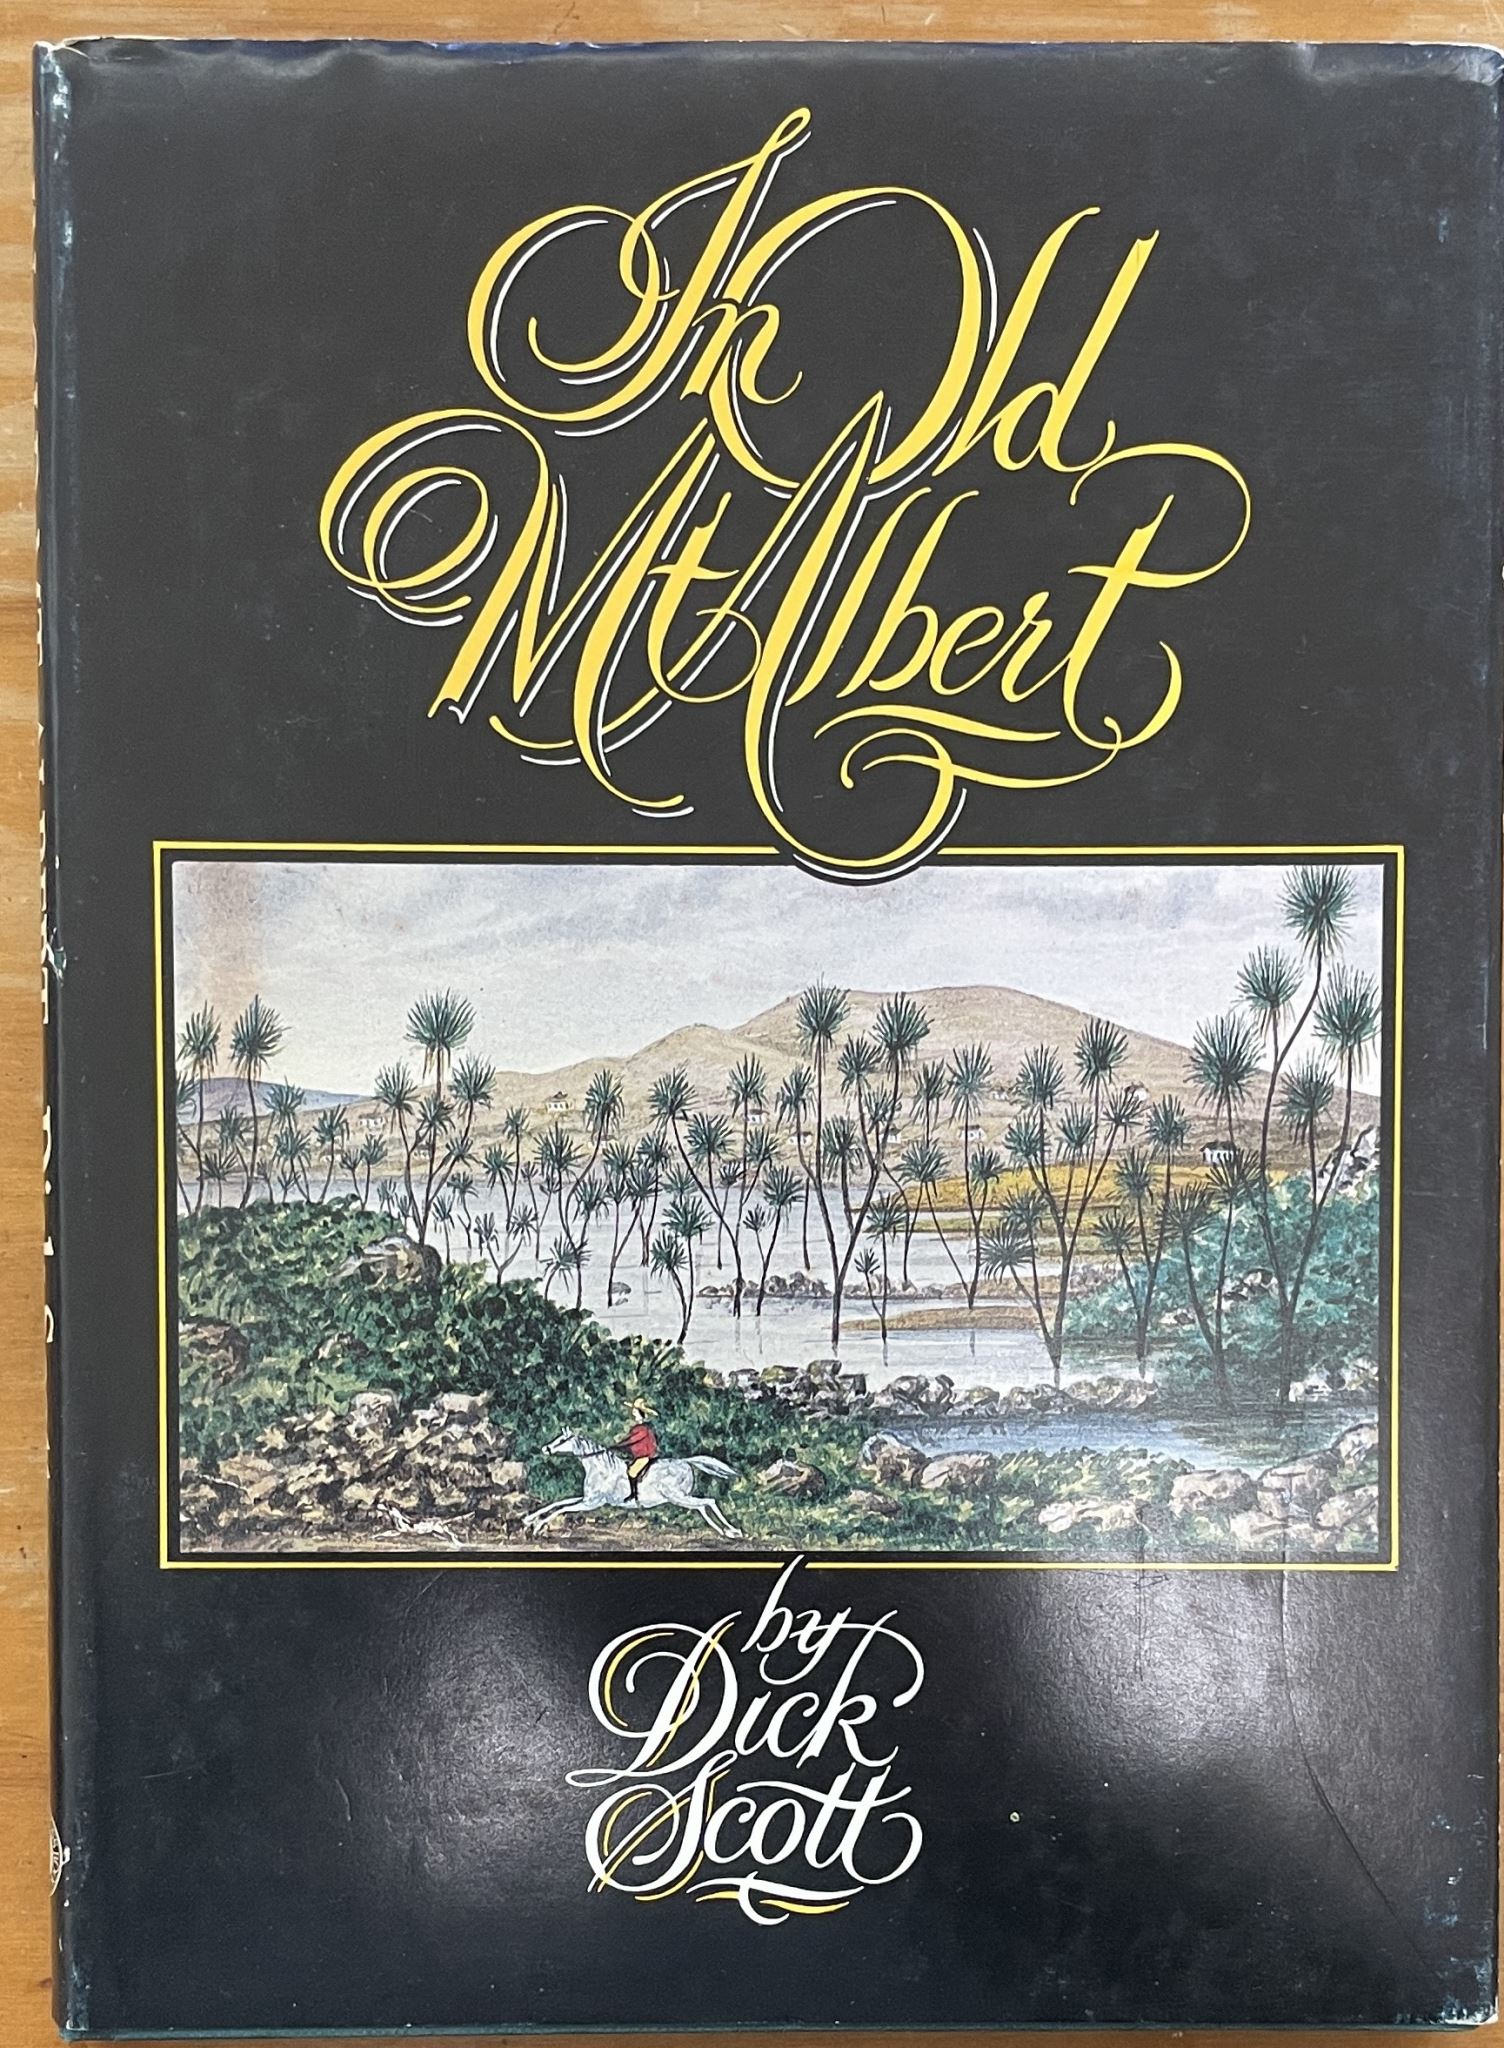 In Old
Mt Albert
by
Dick
Scott